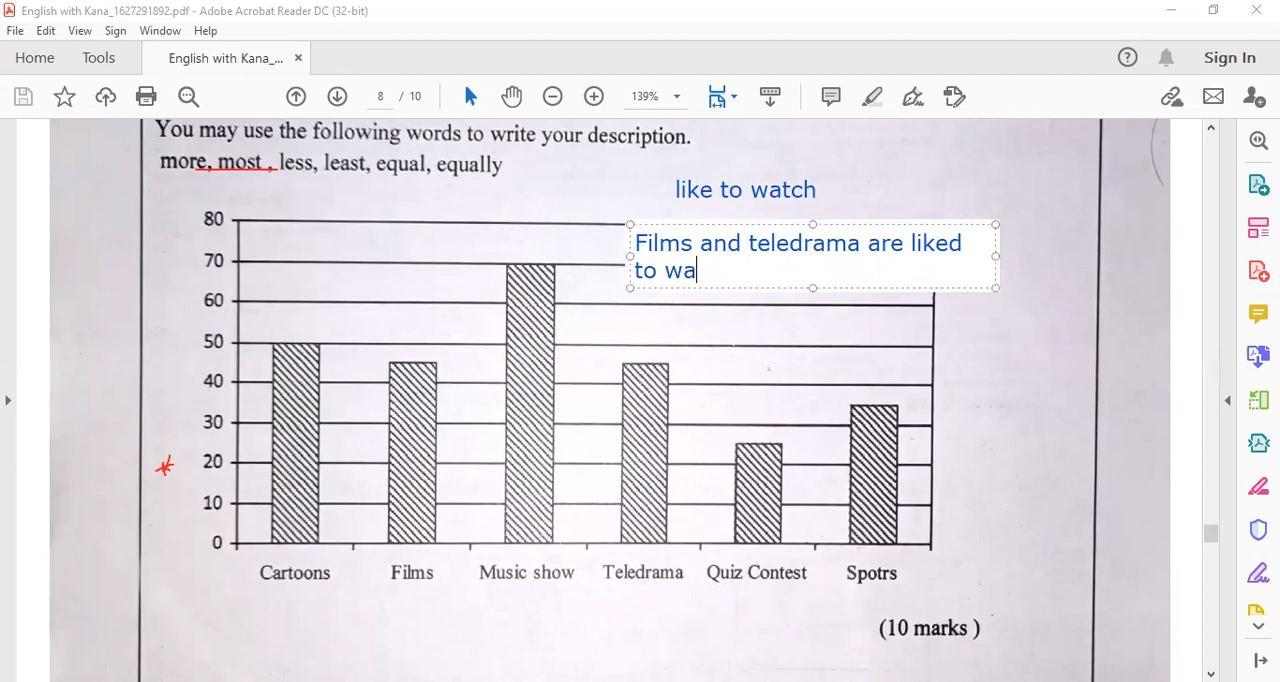 English with Kana_1627291892.pdf - Adobe Acrobat Reader DC (32-bit)
File Edit View Sign Window Help
Home Tools English with Kana_... ×
Sign In
8 / 10 139%
You may use the following words to write your description.
more, most , less, least, equal, equally
like to watch
Films and teledrama are liked
to wa
80
70
60
50
40
30
20
10
0
Cartoons Films Music show Teledrama Quiz Contest Spotrs
(10 marks )